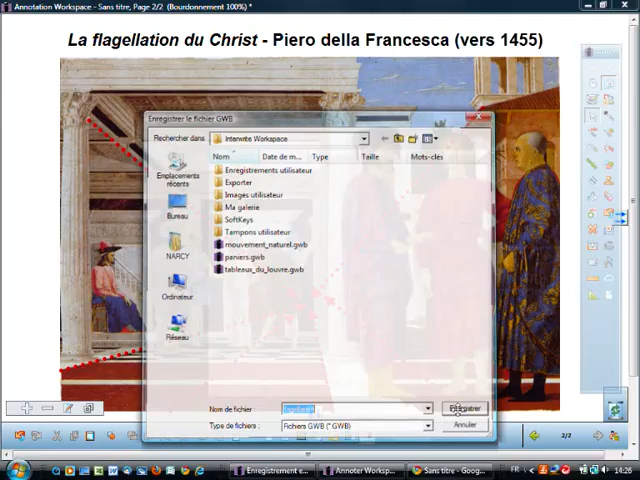 Annotation Workspace - Sans titre, Page 2/2 (Bourdonnement 100%) *
La flagellation du Christ - Piero della Francesca (vers 1455)
Enregistrer le fichier GWB
Rechercher dans
Interwrite Workspace
Nom
Date de m...
Type
Taille
Mots-clés
Emplacements
récents
Bureau
NARCY
Ordinateur
Réseau
Enregistrements utilisateur
Exporter
Images utilisateur
Ma galerie
SoftKeys
Tampons utilisateur
mouvement_naturel.gwb
paniers.gwb
tableaux_du_louvre.gwb
Nom de fichier :
Enregistrer
Type de fichiers :
Fichiers GWB (*.GWB)
Annuler
2/2
Enregistrement e...
Annoter Worksp...
Sans titre - Goog...
FR
14:26